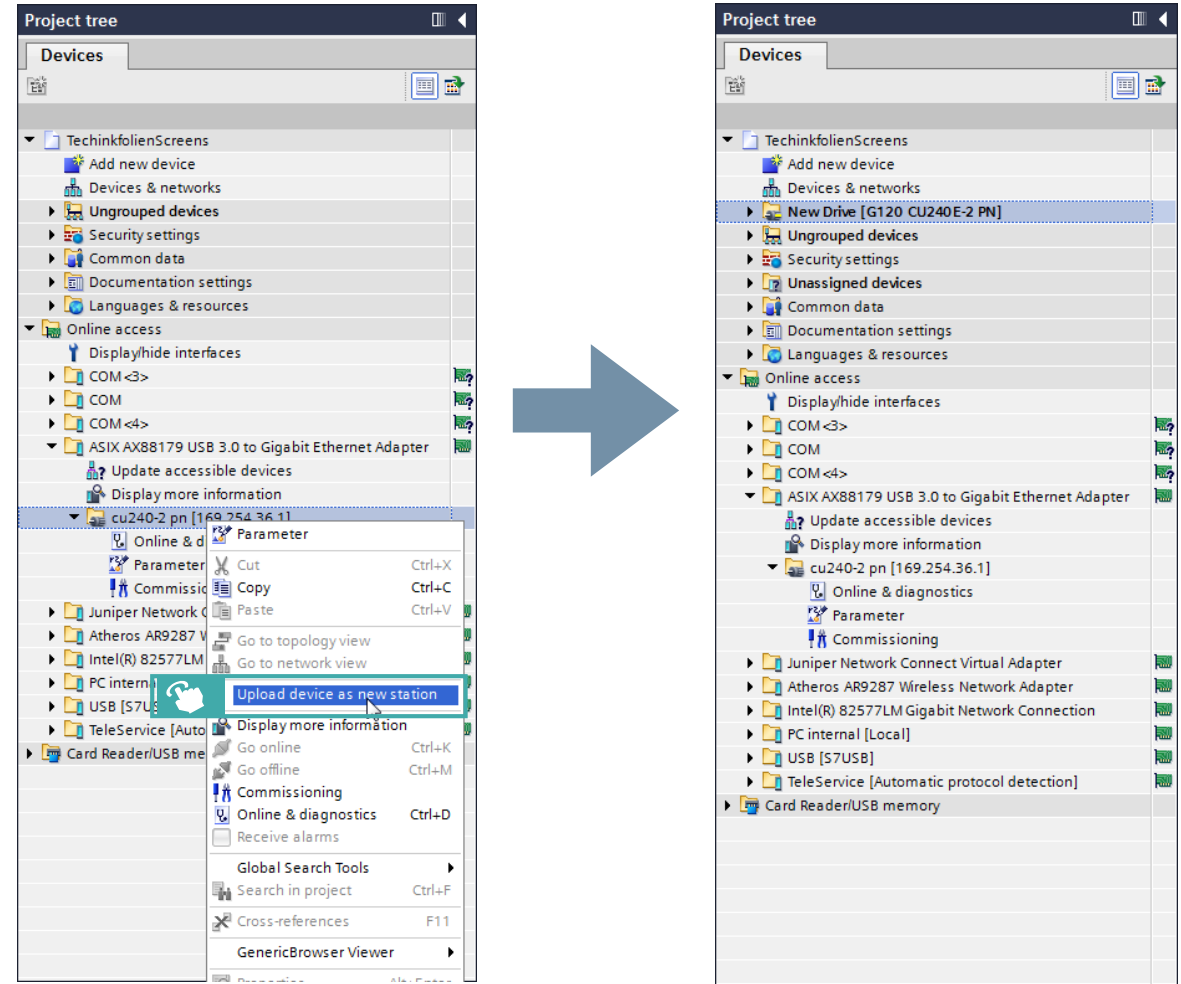 Project tree
Devices
TechinkfolienScreens
Add new device
Devices & networks
Ungrouped devices
Security settings
Common data
Documentation settings
Languages & resources
Online access
Display/hide interfaces
COM <3>
COM
COM <4>
ASIX AX88179 USB 3.0 to Gigabit Ethernet Adapter
Update accessible devices
Display more information
cu240-2 pn [169.254.36.1]
Online & d
Parameter
Commissio
Juniper Network C
Atheros AR9287 W
Intel(R) 82577LM
PC interna
USB [S7US
TeleService [Auto
Card Reader/USB me
Parameter
Cut Ctrl+X
Copy Ctrl+C
Paste Ctrl+V
Go to topology view
Go to network view
Upload device as new station
Display more information
Go online Ctrl+K
Go offline Ctrl+M
Commissioning
Online & diagnostics Ctrl+D
Receive alarms
Global Search Tools
Search in project Ctrl+F
Cross-references F11
GenericBrowser Viewer
Properties Alt+Enter
Project tree
Devices
TechinkfolienScreens
Add new device
Devices & networks
New Drive [G120 CU240E-2 PN]
Ungrouped devices
Security settings
Unassigned devices
Common data
Documentation settings
Languages & resources
Online access
Display/hide interfaces
COM <3>
COM
COM <4>
ASIX AX88179 USB 3.0 to Gigabit Ethernet Adapter
Update accessible devices
Display more information
cu240-2 pn [169.254.36.1]
Online & diagnostics
Parameter
Commissioning
Juniper Network Connect Virtual Adapter
Atheros AR9287 Wireless Network Adapter
Intel(R) 82577LM Gigabit Network Connection
PC internal [Local]
USB [S7USB]
TeleService [Automatic protocol detection]
Card Reader/USB memory